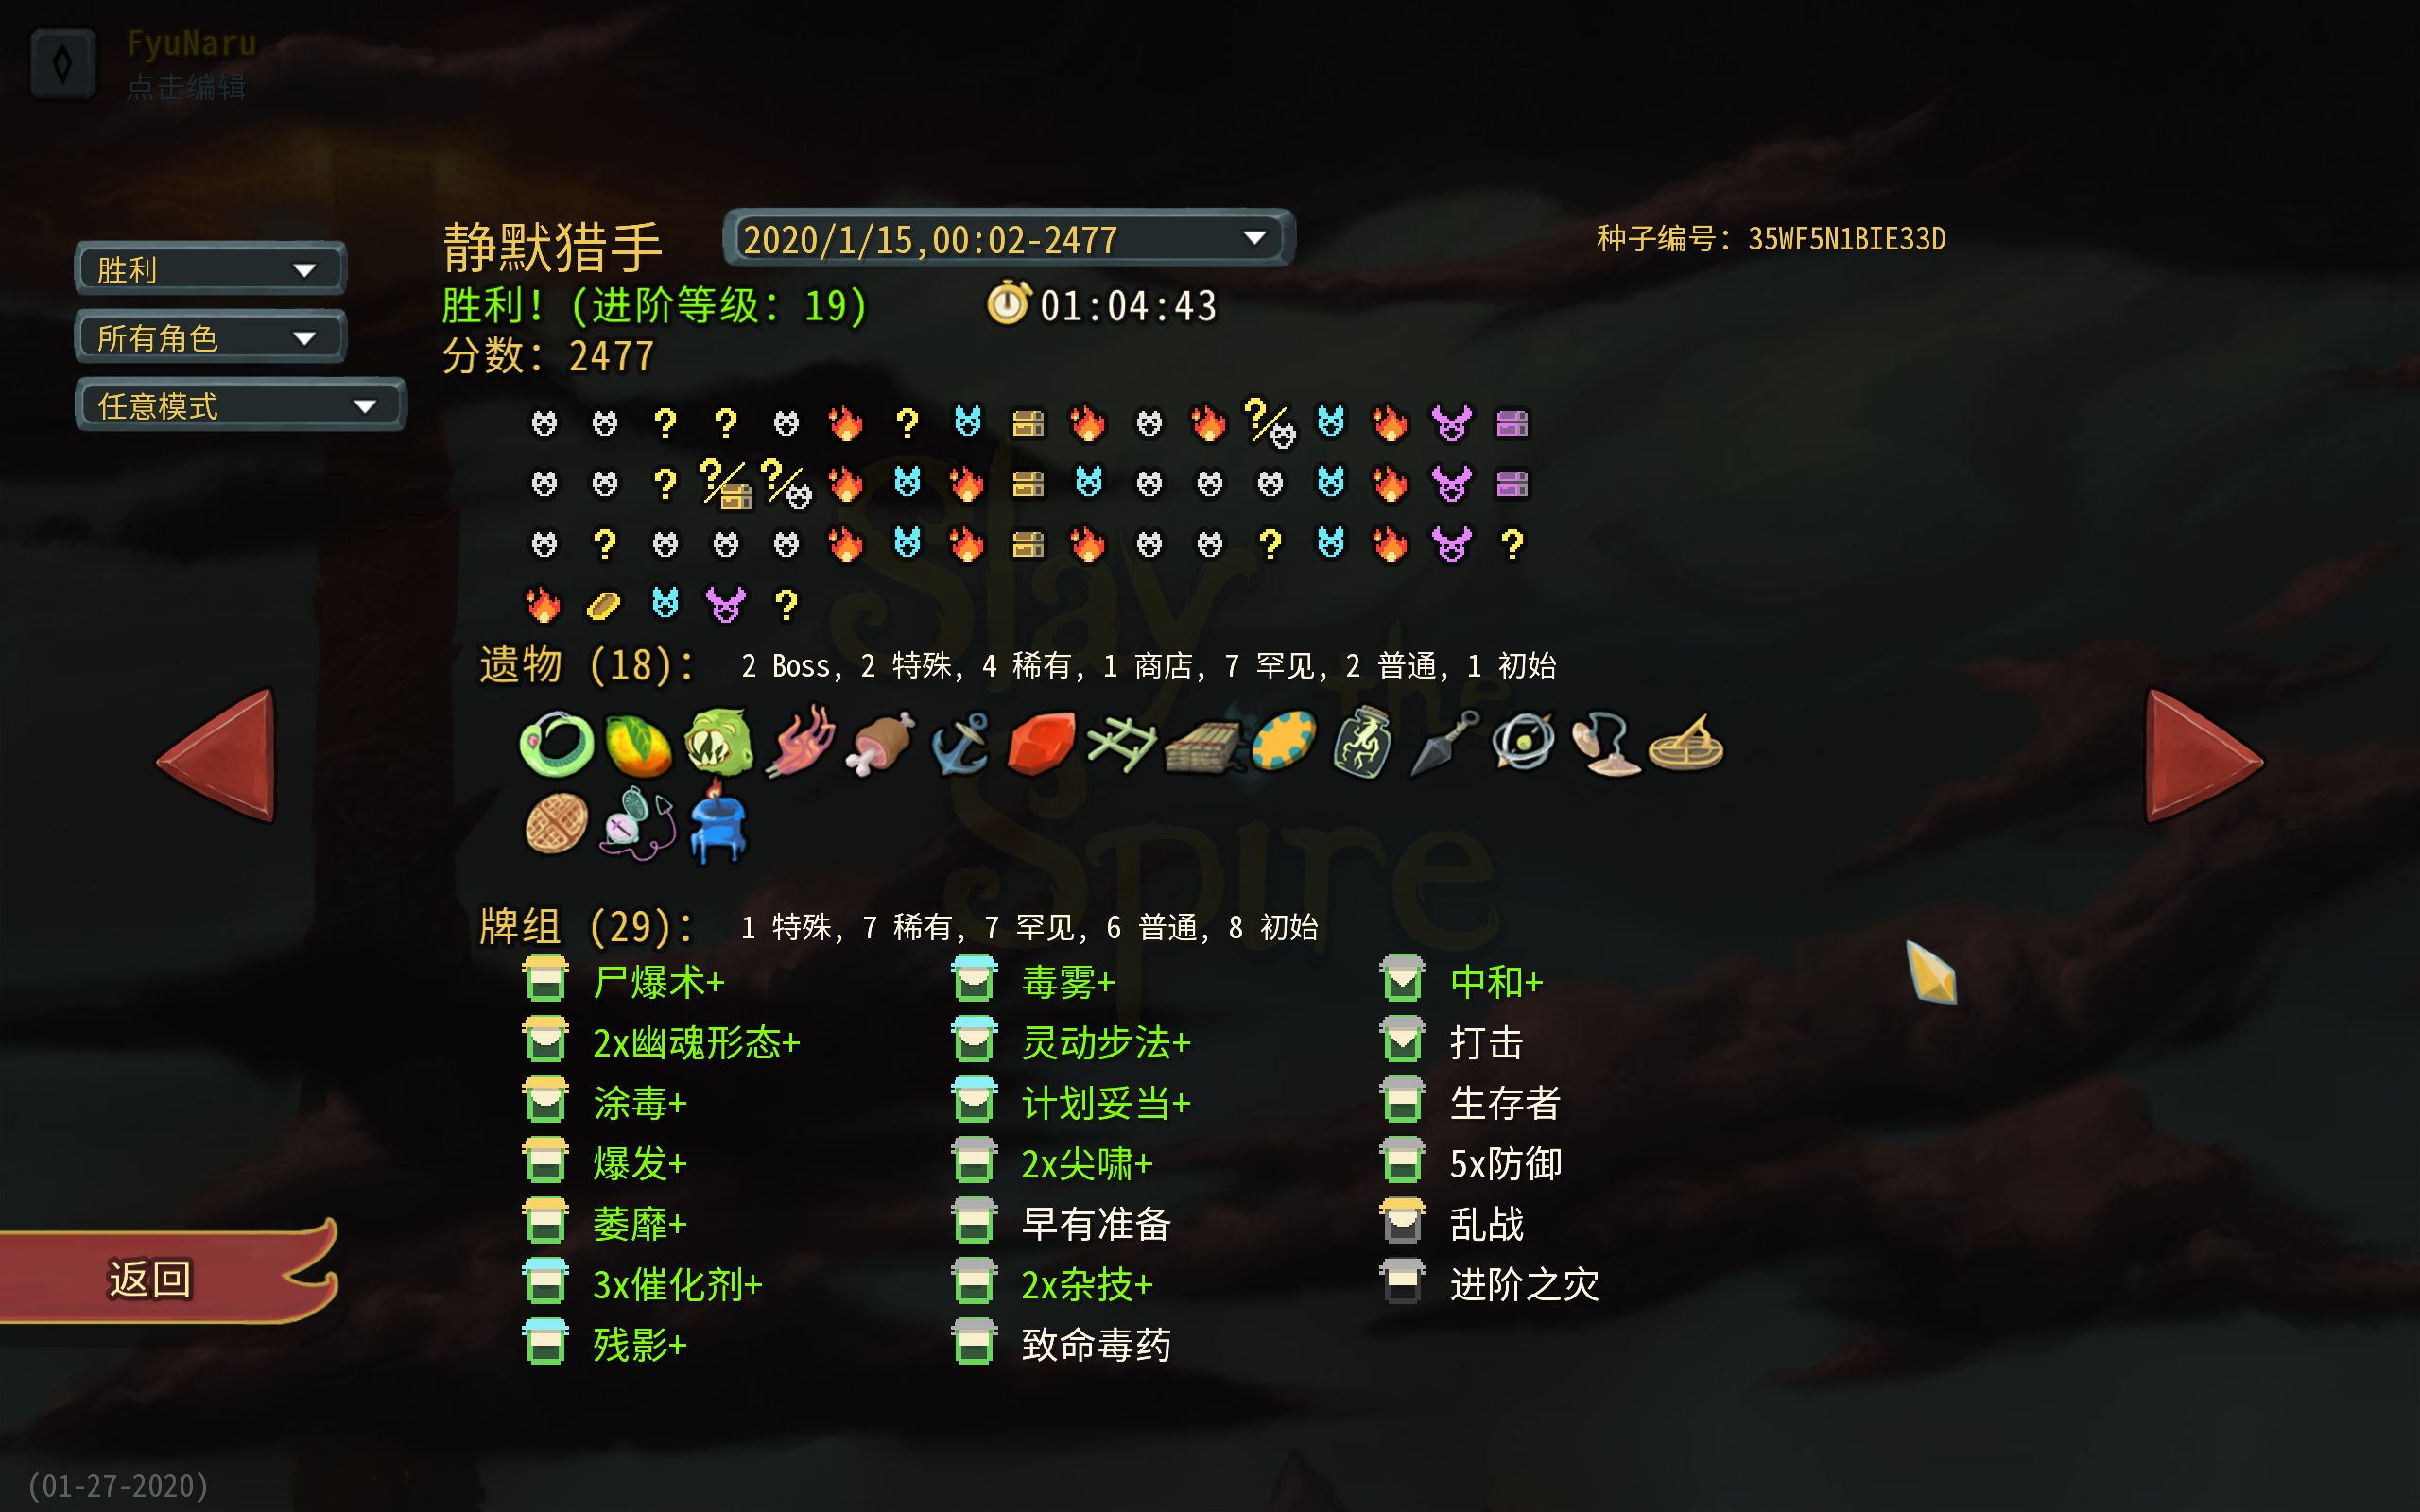 FyuNaru
点击编辑
胜利
所有角色
任意模式
静默猎手
2020/1/15,00:02-2477
种子编号: 35WF5N1BIE33D
胜利! (进阶等级: 19)
01:04:43
分数: 2477
遗物 (18):
2 Boss, 2 特殊, 4 稀有, 1 商店, 7 罕见, 2 普通, 1 初始
牌组 (29):
1 特殊, 7 稀有, 7 罕见, 6 普通, 8 初始
尸爆术+
2x幽魂形态+
涂毒+
爆发+
萎靡+
3x催化剂+
残影+
毒雾+
灵动步法+
计划妥当+
2x尖啸+
早有准备
2x杂技+
致命毒药
中和+
打击
生存者
5x防御
乱战
进阶之灾
返回
Slay
the
Spire
(01-27-2020)